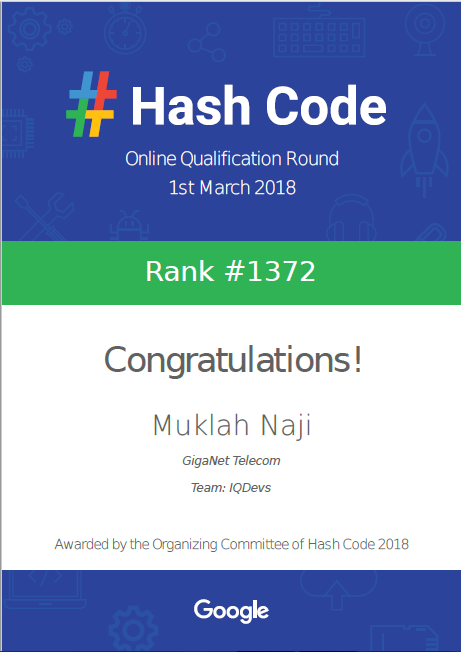 # Hash Code
Online Qualification Round
1st March 2018
Rank #1372
Congratulations!
Muklah Naji
GigaNet Telecom
Team: IQDevs
Awarded by the Organizing Committee of Hash Code 2018
Google